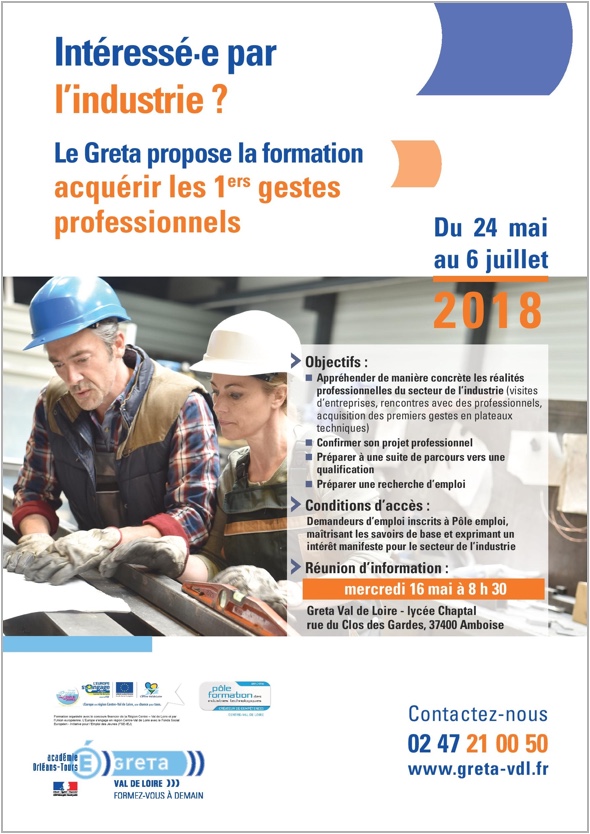 Intéressé·e par
l'industrie ?
Le Greta propose la formation
acquérir les 1ers gestes
professionnels
Du 24 mai
au 6 juillet
2018
Objectifs :
Appréhender de manière concrète les réalités
professionnelles du secteur de l'industrie (visites
d'entreprises, rencontres avec des professionnels,
acquisition des premiers gestes en plateaux
techniques)
Confirmer son projet professionnel
Préparer à une suite de parcours vers une
qualification
Préparer une recherche d'emploi
Conditions d'accès :
Demandeurs d'emploi inscrits à Pôle emploi,
maîtrisant les savoirs de base et exprimant un
intérêt manifeste pour le secteur de l'industrie
Réunion d'information :
mercredi 16 mai à 8 h 30
Greta Val de Loire - lycée Chaptal
rue du Clos des Gardes, 37400 Amboise
L'EUROPE
s'engage
pôle
formation des
industries technologiques
Contactez-nous
02 47 21 00 50
www.greta-vdl.fr
académie
Orléans-Tours
É greta
VAL DE LOIRE
FORMEZ-VOUS À DEMAIN